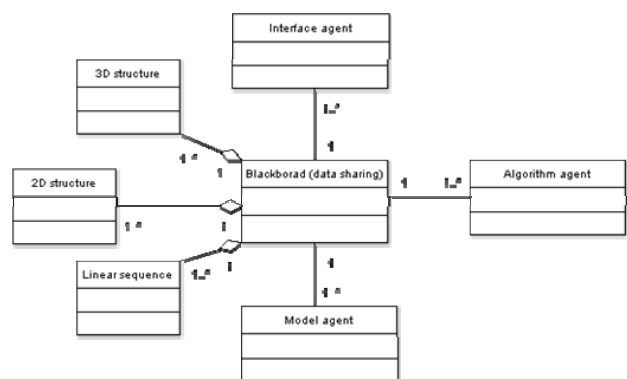 Interface agent
3D structure
1..*
1..*
1
1
Blackborad (data sharing)
2D structure
1
1..*
Algorithm agent
1..*
1
Linear sequence
1..*
1
1
1..*
Model agent